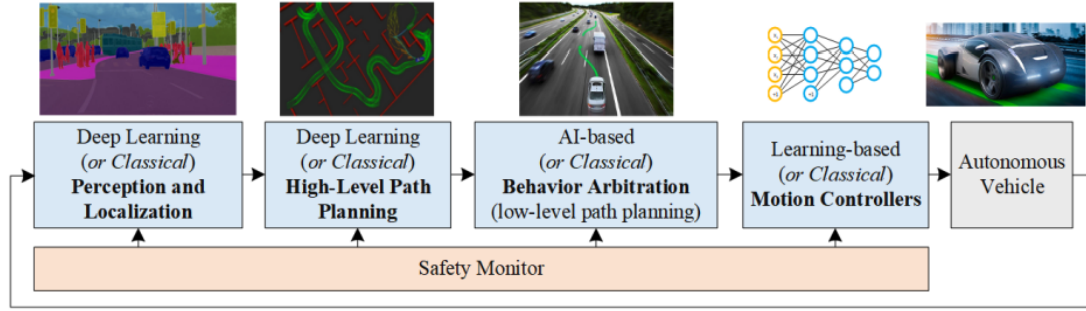 Deep Learning
(or Classical)
Perception and
Localization
Deep Learning
(or Classical)
High-Level Path
Planning
AI-based
(or Classical)
Behavior Arbitration
(low-level path planning)
Learning-based
(or Classical)
Motion Controllers
Autonomous
Vehicle
Safety Monitor